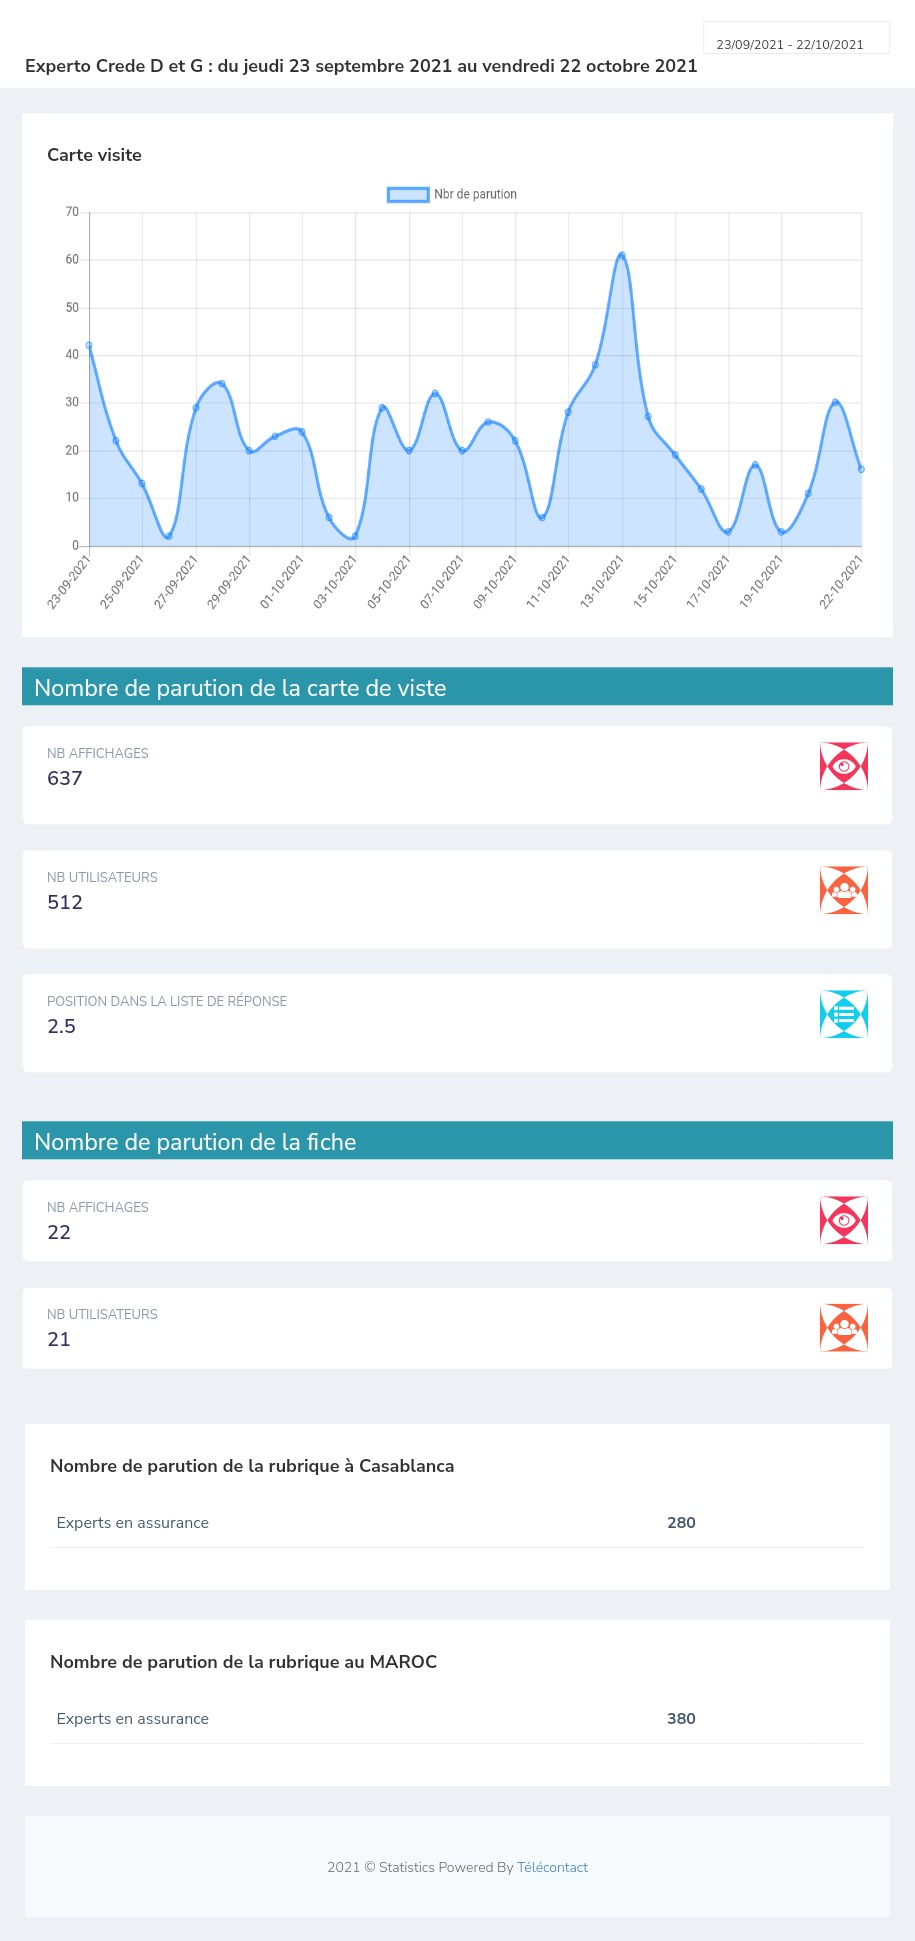 23/09/2021 - 22/10/2021
Experto Crede D et G : du jeudi 23 septembre 2021 au vendredi 22 octobre 2021
Carte visite
Nbr de parution
70
60
50
40
30
20
10
0
23-09-2021
25-09-2021
27-09-2021
29-09-2021
01-10-2021
03-10-2021
05-10-2021
07-10-2021
09-10-2021
11-10-2021
13-10-2021
15-10-2021
17-10-2021
19-10-2021
22-10-2021
Nombre de parution de la carte de viste
NB AFFICHAGES
637
NB UTILISATEURS
512
POSITION DANS LA LISTE DE RÉPONSE
2.5
Nombre de parution de la fiche
NB AFFICHAGES
22
NB UTILISATEURS
21
Nombre de parution de la rubrique à Casablanca
Experts en assurance 280
Nombre de parution de la rubrique au MAROC
Experts en assurance 380
2021 © Statistics Powered By Télécontact